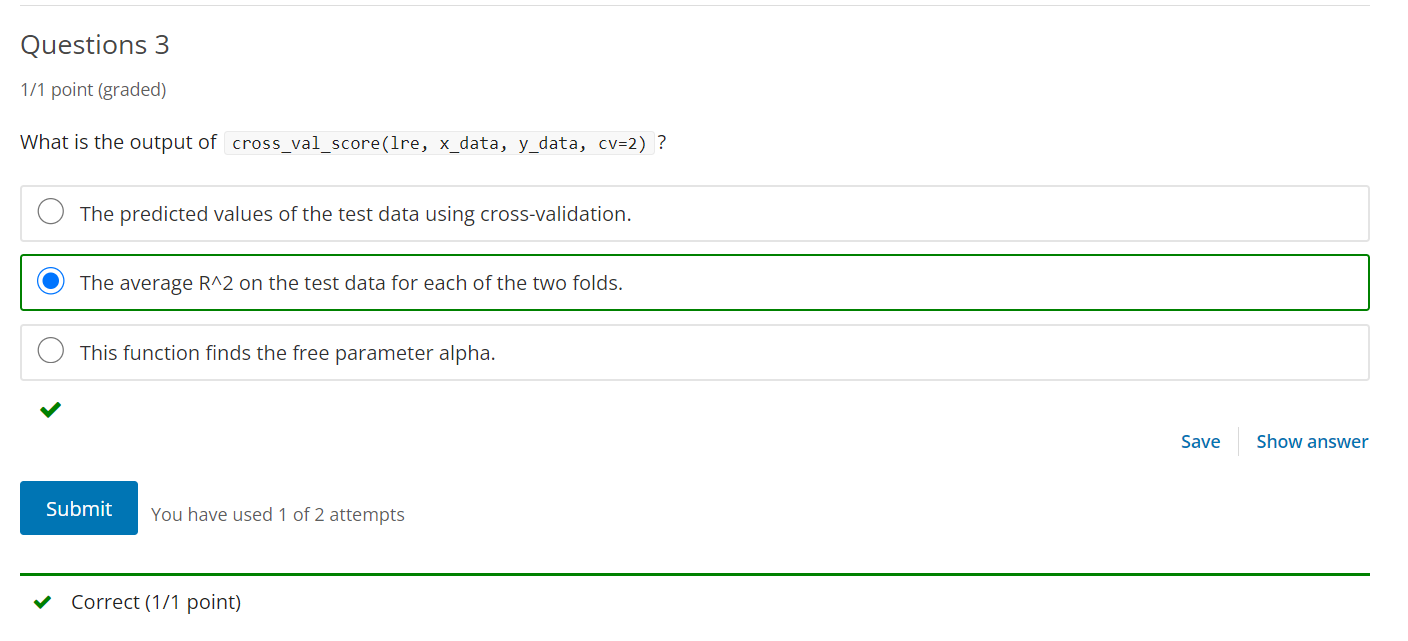 Questions 3
1/1 point (graded)
What is the output of cross_val_score(lre, x_data, y_data, cv=2) ?
The predicted values of the test data using cross-validation.
The average R^2 on the test data for each of the two folds.
This function finds the free parameter alpha.
Save Show answer
Submit You have used 1 of 2 attempts
Correct (1/1 point)